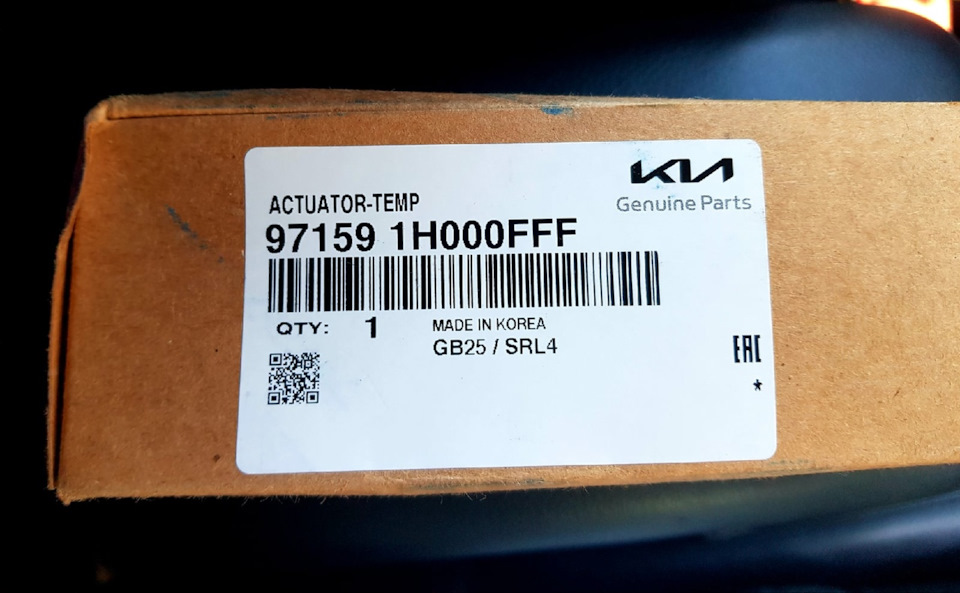 KIA
Genuine Parts
ACTUATOR-TEMP
97159 1H000FFF
QTY: 1
MADE IN KOREA
GB25 / SRL4
EAC
*